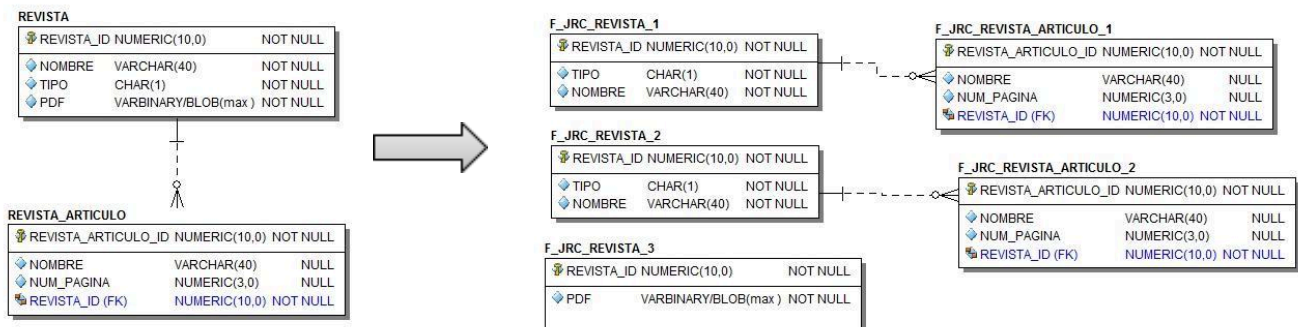 REVISTA
REVISTA_ID NUMERIC(10,0) NOT NULL
NOMBRE VARCHAR(40) NOT NULL
TIPO CHAR(1) NOT NULL
PDF VARBINARY/BLOB(max ) NOT NULL
REVISTA_ARTICULO
REVISTA_ARTICULO_ID NUMERIC(10,0) NOT NULL
NOMBRE VARCHAR(40) NULL
NUM_PAGINA NUMERIC(3,0) NULL
REVISTA_ID (FK) NUMERIC(10,0) NOT NULL
F_JRC_REVISTA_1
REVISTA_ID NUMERIC(10,0) NOT NULL
TIPO CHAR(1) NOT NULL
NOMBRE VARCHAR(40) NOT NULL
F_JRC_REVISTA_ARTICULO_1
REVISTA_ARTICULO_ID NUMERIC(10,0) NOT NULL
NOMBRE VARCHAR(40) NULL
NUM_PAGINA NUMERIC(3,0) NULL
REVISTA_ID (FK) NUMERIC(10,0) NOT NULL
F_JRC_REVISTA_2
REVISTA_ID NUMERIC(10,0) NOT NULL
TIPO CHAR(1) NOT NULL
NOMBRE VARCHAR(40) NOT NULL
F_JRC_REVISTA_ARTICULO_2
REVISTA_ARTICULO_ID NUMERIC(10,0) NOT NULL
NOMBRE VARCHAR(40) NULL
NUM_PAGINA NUMERIC(3,0) NULL
REVISTA_ID (FK) NUMERIC(10,0) NOT NULL
F_JRC_REVISTA_3
REVISTA_ID NUMERIC(10,0) NOT NULL
PDF VARBINARY/BLOB(max ) NOT NULL